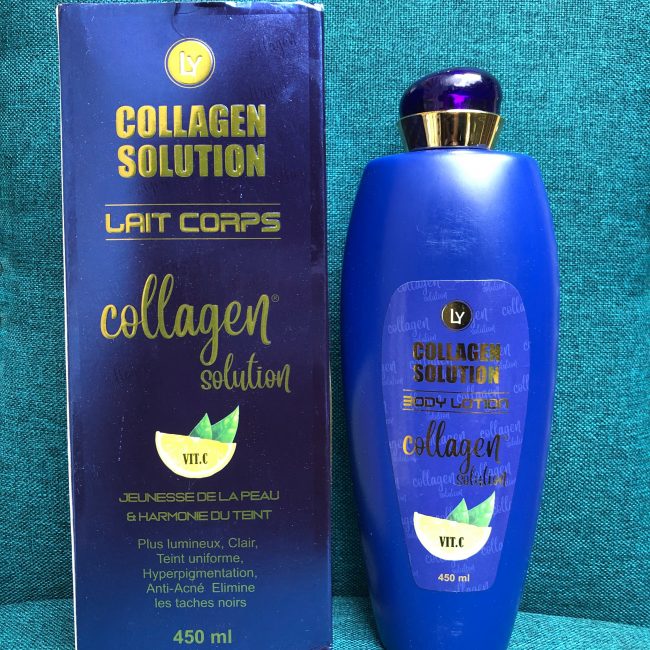 LY
COLLAGEN
SOLUTION
LAIT CORPS
collagen®
solution
VIT.C
JEUNESSE DE LA PEAU
& HARMONIE DU TEINT
Plus lumineux, Clair,
Teint uniforme,
Hyperpigmentation,
Anti-Acné Elimine
les taches noirs
450 ml
LY
COLLAGEN
SOLUTION
BODY LOTION
collagen
solution
VIT.C
450 ml